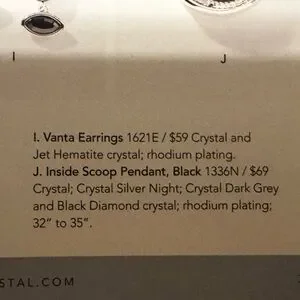 I
J
I. Vanta Earrings 1621E / $59 Crystal and
Jet Hematite crystal; rhodium plating.
J. Inside Scoop Pendant, Black 1336N / $69
Crystal; Crystal Silver Night; Crystal Dark Grey
and Black Diamond crystal; rhodium plating;
32” to 35”.
STAL.COM